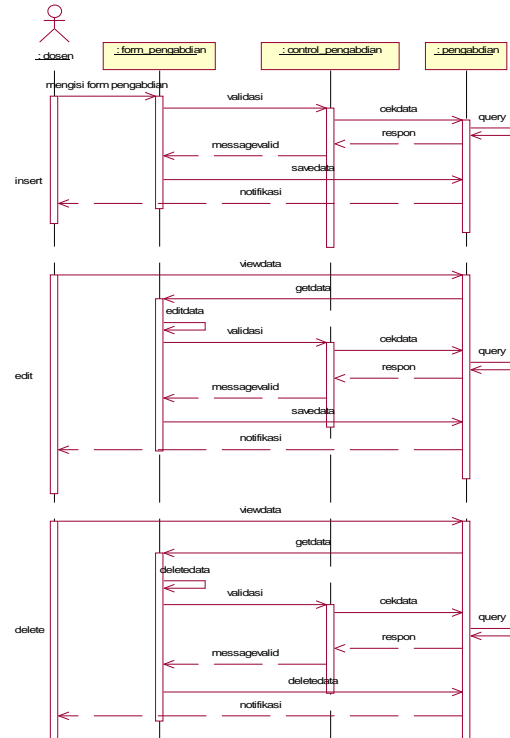 : dosen
: form_pengabdian
: control_pengabdian
: pengabdian
mengisi form pengabdian
validasi
cekdata
query
respon
messagevalid
savedata
insert
notifikasi
viewdata
getdata
editdata
validasi
cekdata
query
respon
edit
messagevalid
savedata
notifikasi
viewdata
getdata
deletedata
validasi
cekdata
query
delete
respon
messagevalid
deletedata
notifikasi